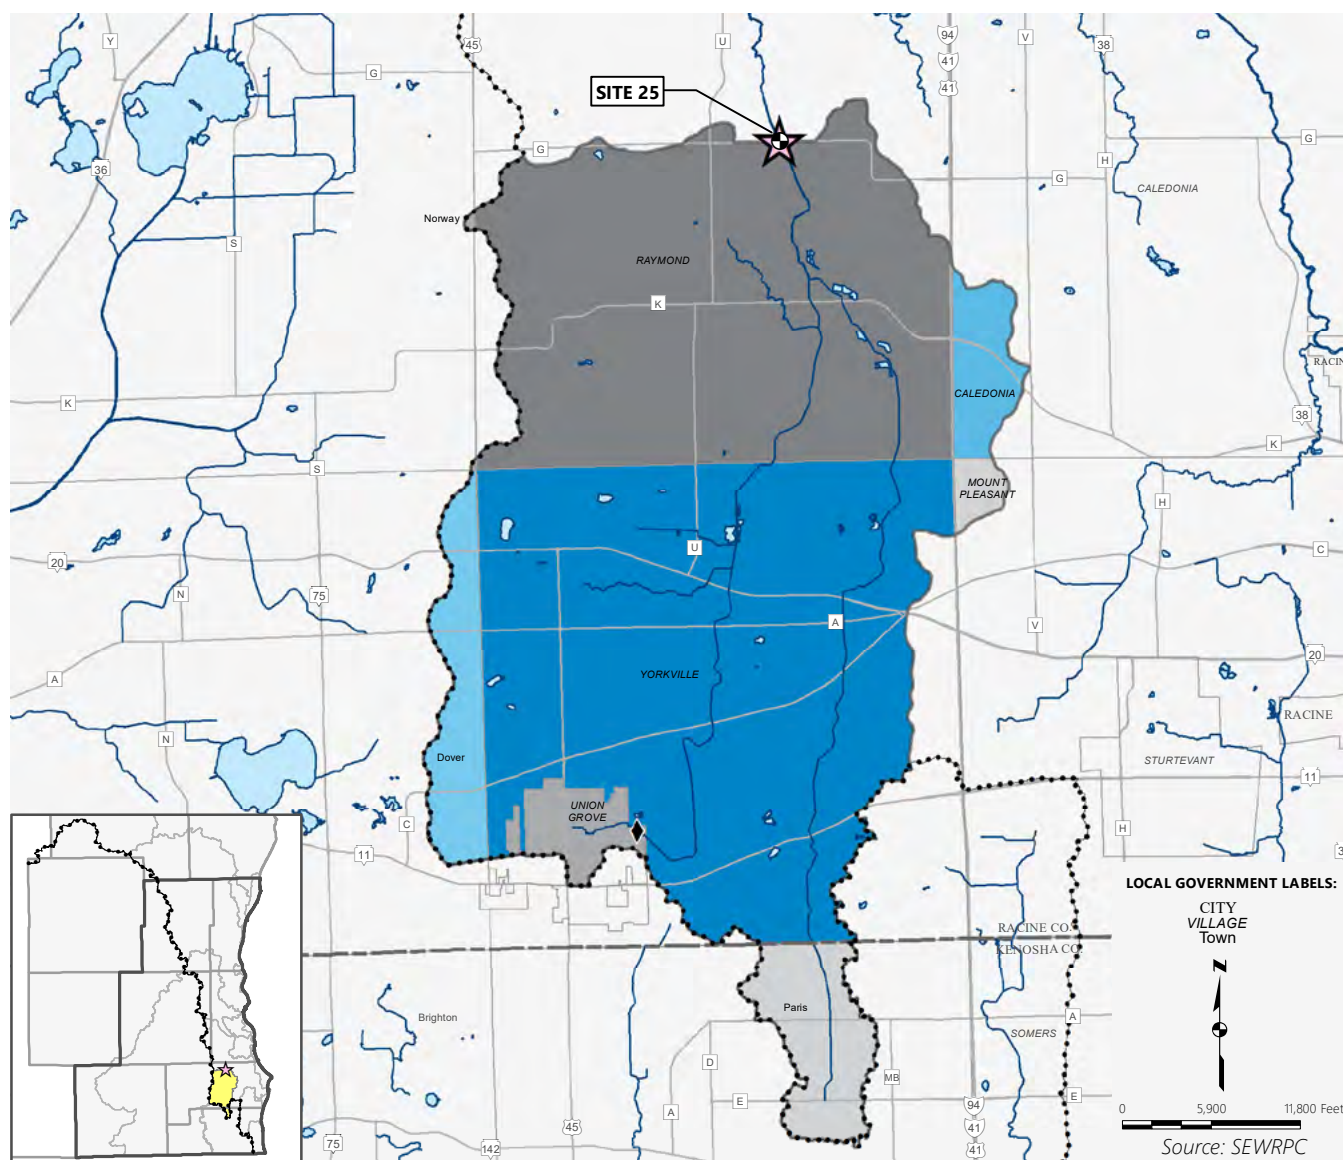 Y
45
U
94
41
41
V
38
G
SITE 25
G
G
H
36
G
G
CALEDONIA
Norway
S
RAYMOND
K
CALEDONIA
K
38
K
S
MOUNT
PLEASANT
H
U
20
C
N
75
A
V
YORKVILLE
20
A
N
RACINE
Dover
STURTEVANT
11
UNION
GROVE
C
H
11
LOCAL GOVERNMENT LABELS:
CITY
VILLAGE
Town
RACINE CO.
KENOSHA CO.
N
Paris
Brighton
A
SOMERS
D
MB
E
E
A
94
0 5,900 11,800 Feet
45
41
75
142
41
Source: SEWRPC